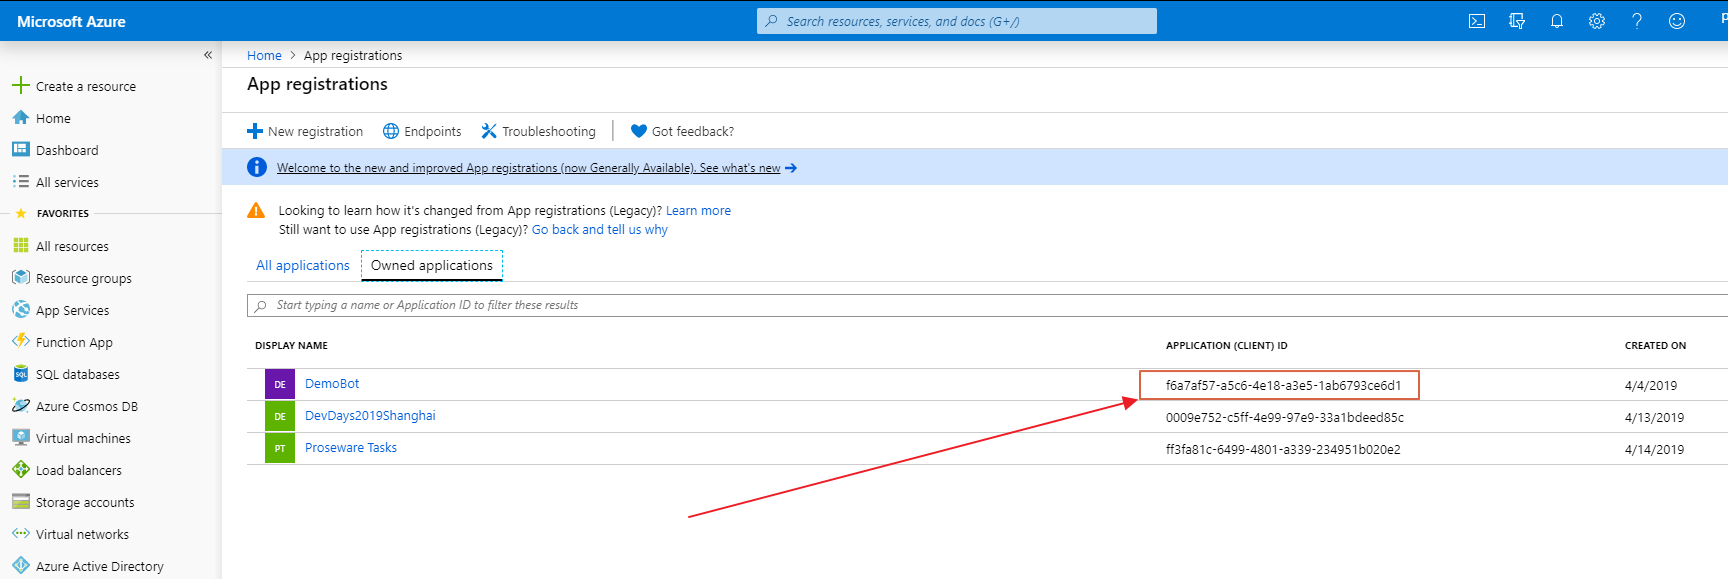 Microsoft Azure
Search resources, services, and docs (G+/)
P
«
Home > App registrations
App registrations
Create a resource
Home
Dashboard
All services
FAVORITES
All resources
Resource groups
App Services
Function App
SQL databases
Azure Cosmos DB
Virtual machines
Load balancers
Storage accounts
Virtual networks
Azure Active Directory
New registration Endpoints Troubleshooting Got feedback?
Welcome to the new and improved App registrations (now Generally Available). See what's new →
Looking to learn how it's changed from App registrations (Legacy)? Learn more
Still want to use App registrations (Legacy)? Go back and tell us why
All applications Owned applications
Start typing a name or Application ID to filter these results
DISPLAY NAME APPLICATION (CLIENT) ID CREATED ON
DE DemoBot f6a7af57-a5c6-4e18-a3e5-1ab6793ce6d1 4/4/2019
DE DevDays2019Shanghai 0009e752-c5ff-4e99-97e9-33a1bdeed85c 4/13/2019
PT Proseware Tasks ff3fa81c-6499-4801-a339-234951b020e2 4/14/2019